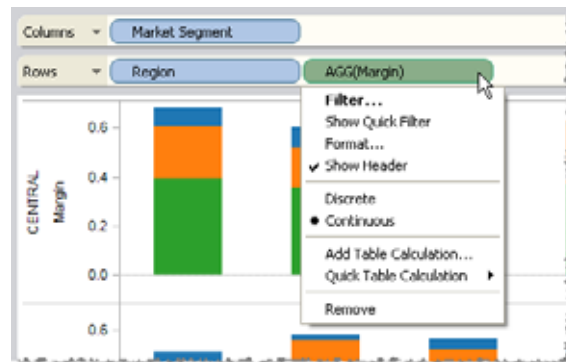 Columns Market Segment
Rows Region AGG(Margin)
Filter...
Show Quick Filter
Format...
Show Header
Discrete
Continuous
Add Table Calculation...
Quick Table Calculation
Remove
CENTRAL
Margin
0.6
0.4
0.2
0.0
0.6